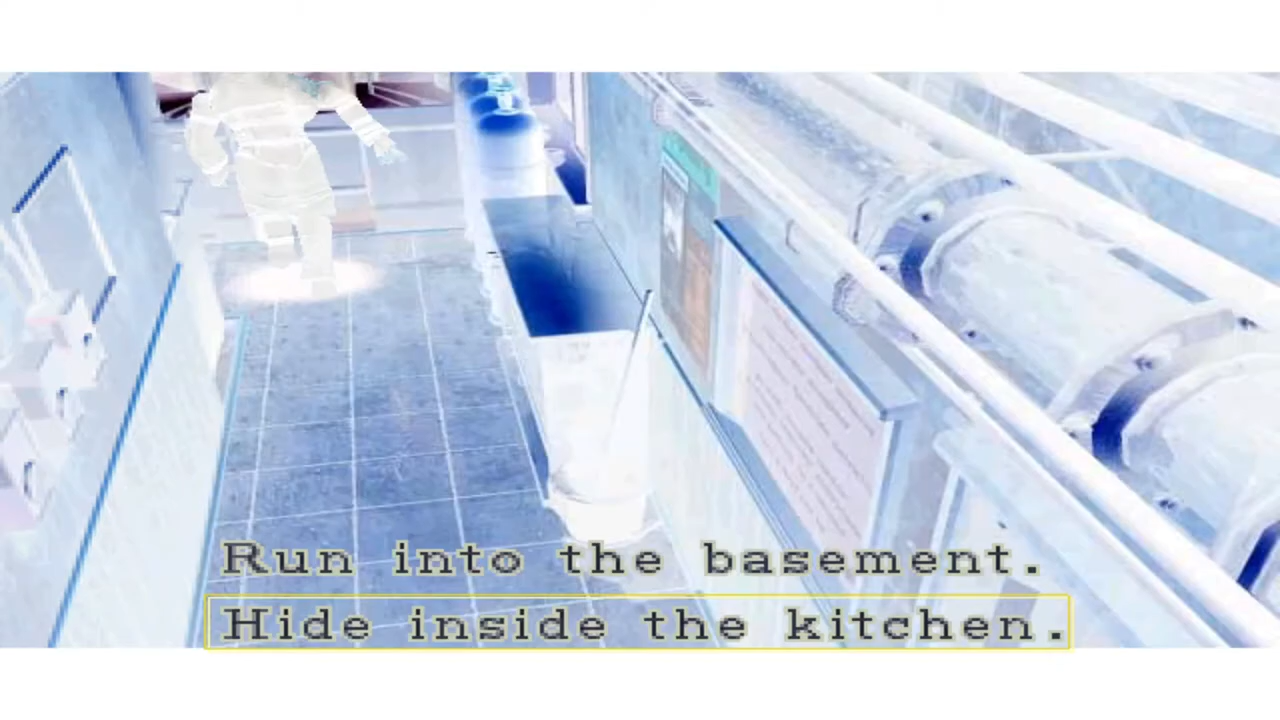 Run into the basement.
Hide inside the kitchen.